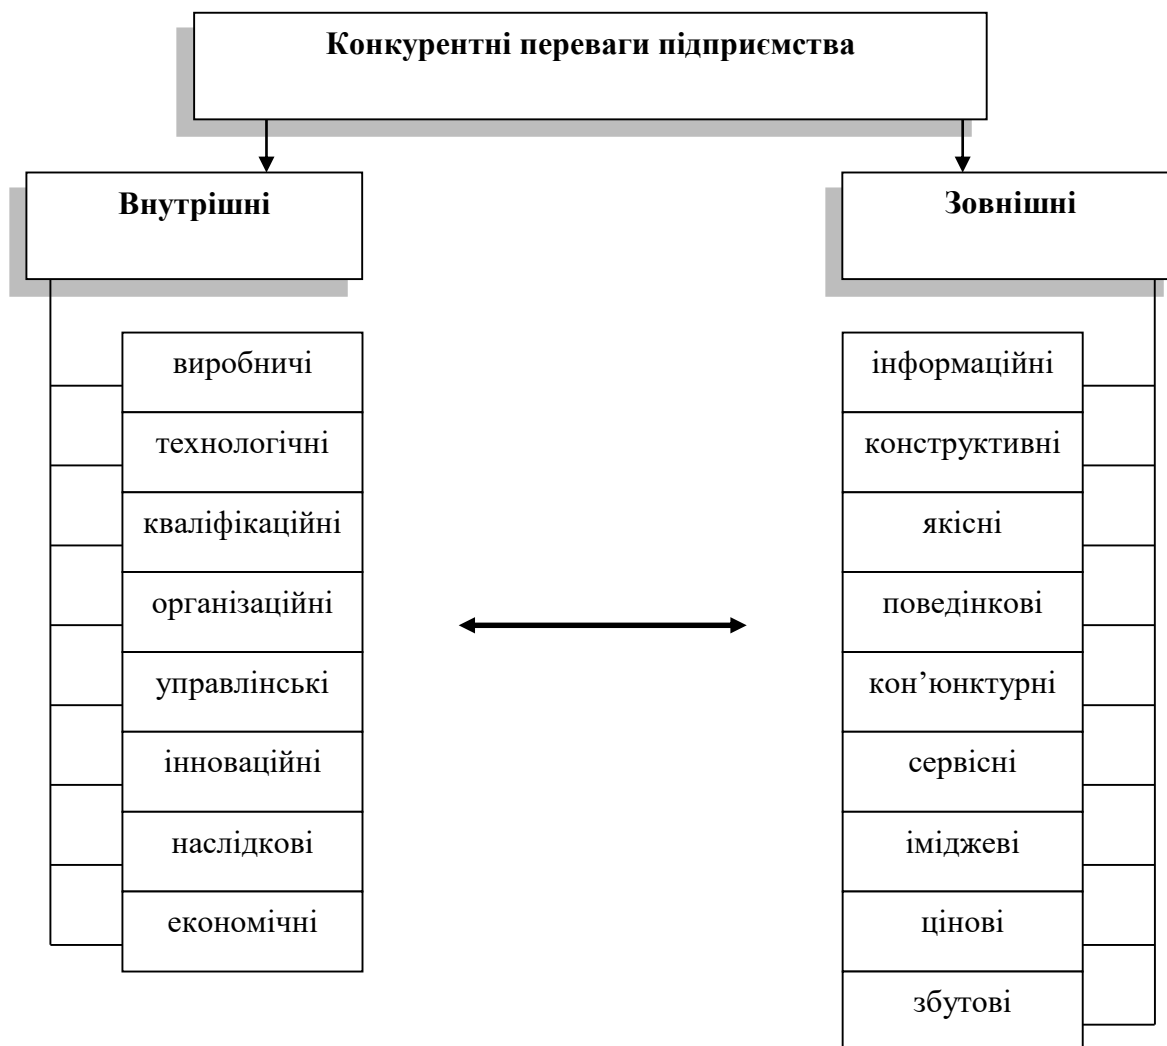 Конкурентні переваги підприємства
Внутрішні
Зовнішні
виробничі
технологічні
кваліфікаційні
організаційні
управлінські
інноваційні
наслідкові
економічні
інформаційні
конструктивні
якісні
поведінкові
кон’юнктурні
сервісні
іміджеві
цінові
збутові